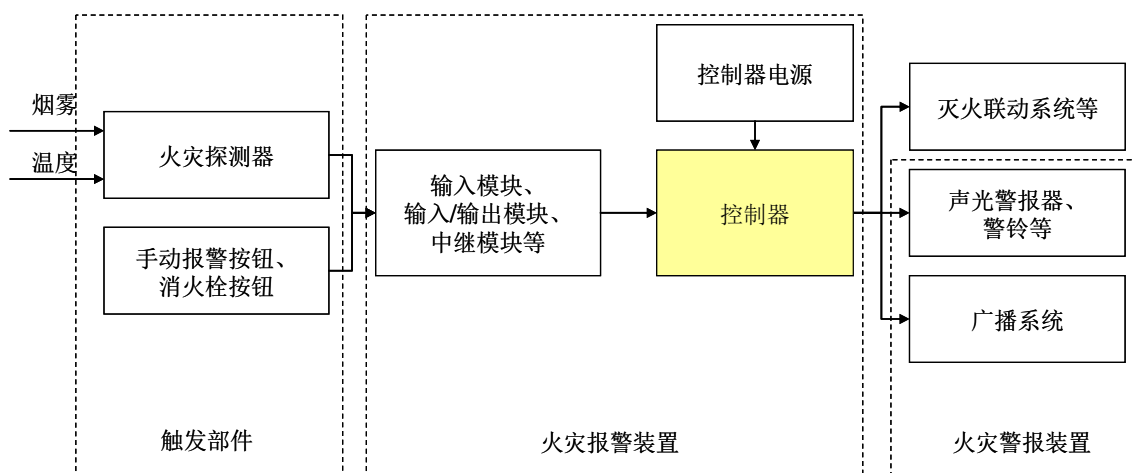 烟雾
温度
火灾探测器
手动报警按钮、
消火栓按钮
触发部件
输入模块、
输入/输出模块、
中继模块等
控制器电源
控制器
火灾报警装置
灭火联动系统等
声光警报器、
警铃等
广播系统
火灾警报装置